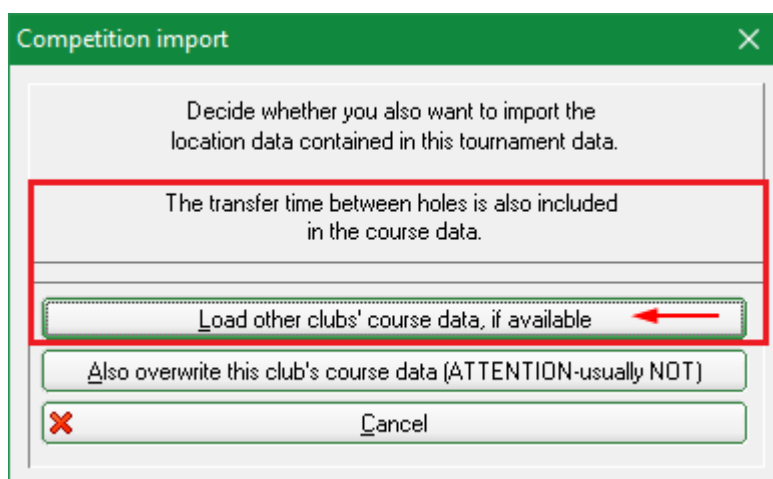 Competition import
Decide whether you also want to import the
location data contained in this tournament data.
The transfer time between holes is also included
in the course data.
Load other clubs' course data, if available
Also overwrite this club's course data (ATTENTION-usually NOT)
Cancel